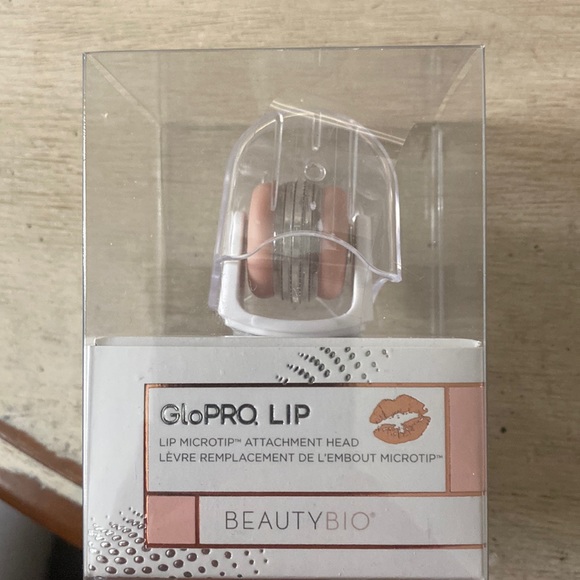 GloPRO LIP
LIP MICROTIP™ ATTACHMENT HEAD
LÈVRE REMPLACEMENT DE L'EMBOUT MICROTIP™
BEAUTYBIO®